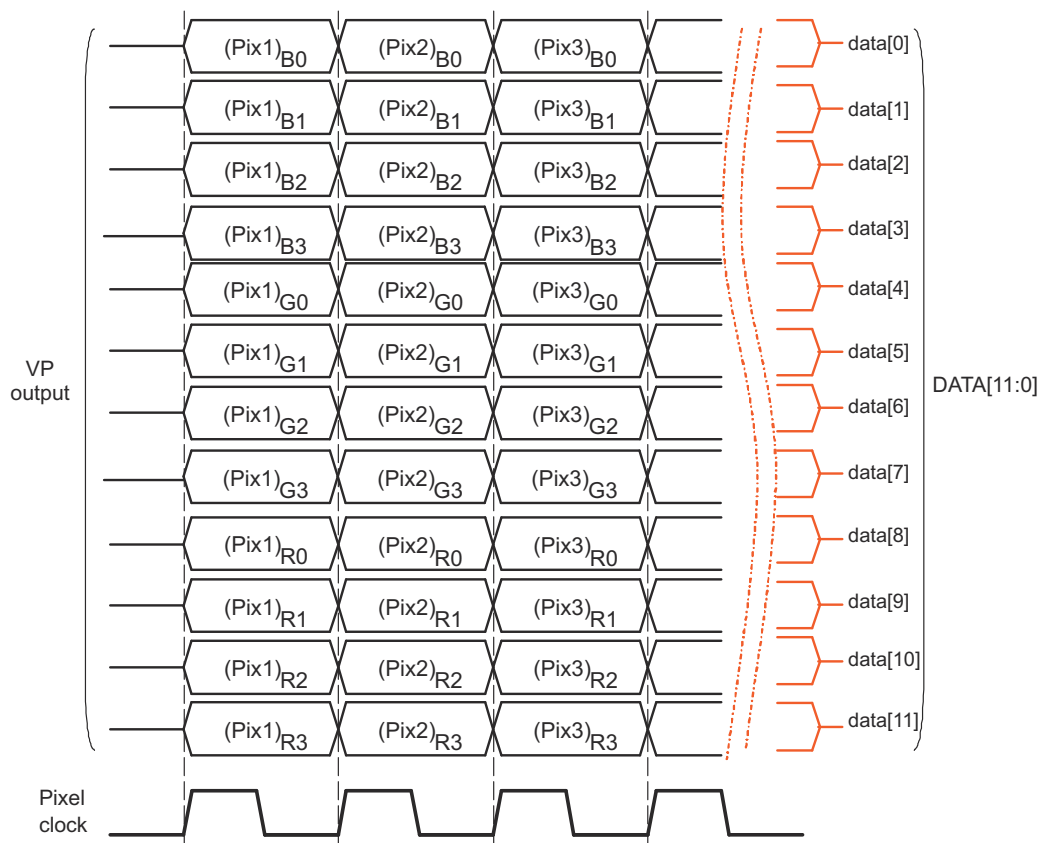 (Pix1)B0 (Pix2)B0 (Pix3)B0 data[0]
(Pix1)B1 (Pix2)B1 (Pix3)B1 data[1]
(Pix1)B2 (Pix2)B2 (Pix3)B2 data[2]
(Pix1)B3 (Pix2)B3 (Pix3)B3 data[3]
(Pix1)G0 (Pix2)G0 (Pix3)G0 data[4]
(Pix1)G1 (Pix2)G1 (Pix3)G1 data[5]
VP
output
DATA[11:0]
(Pix1)G2 (Pix2)G2 (Pix3)G2 data[6]
(Pix1)G3 (Pix2)G3 (Pix3)G3 data[7]
(Pix1)R0 (Pix2)R0 (Pix3)R0 data[8]
(Pix1)R1 (Pix2)R1 (Pix3)R1 data[9]
(Pix1)R2 (Pix2)R2 (Pix3)R2 data[10]
(Pix1)R3 (Pix2)R3 (Pix3)R3 data[11]
Pixel
clock